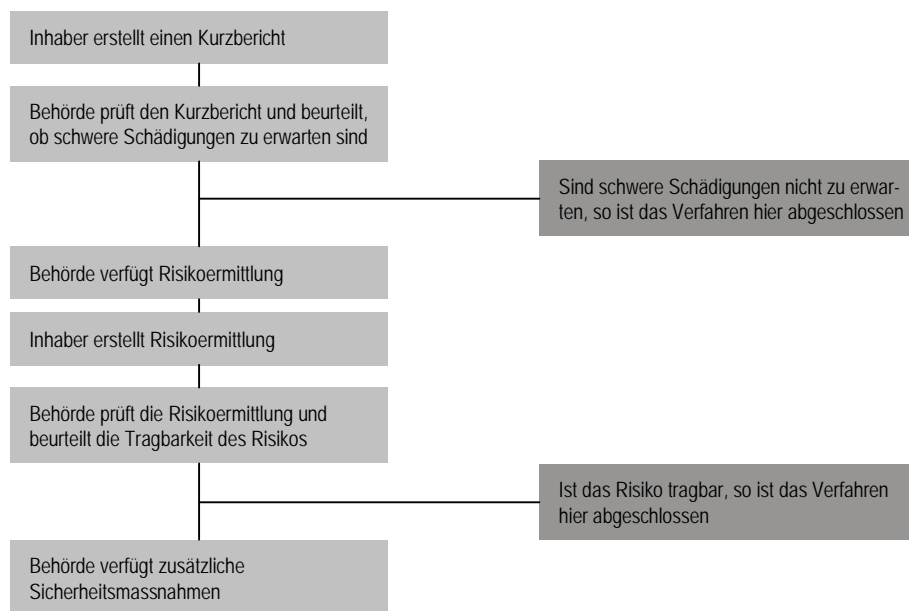 Inhaber erstellt einen Kurzbericht
Behörde prüft den Kurzbericht und beurteilt,
ob schwere Schädigungen zu erwarten sind
Sind schwere Schädigungen nicht zu erwar-
ten, so ist das Verfahren hier abgeschlossen
Behörde verfügt Risikoermittlung
Inhaber erstellt Risikoermittlung
Behörde prüft die Risikoermittlung und
beurteilt die Tragbarkeit des Risikos
Ist das Risiko tragbar, so ist das Verfahren
hier abgeschlossen
Behörde verfügt zusätzliche
Sicherheitsmassnahmen